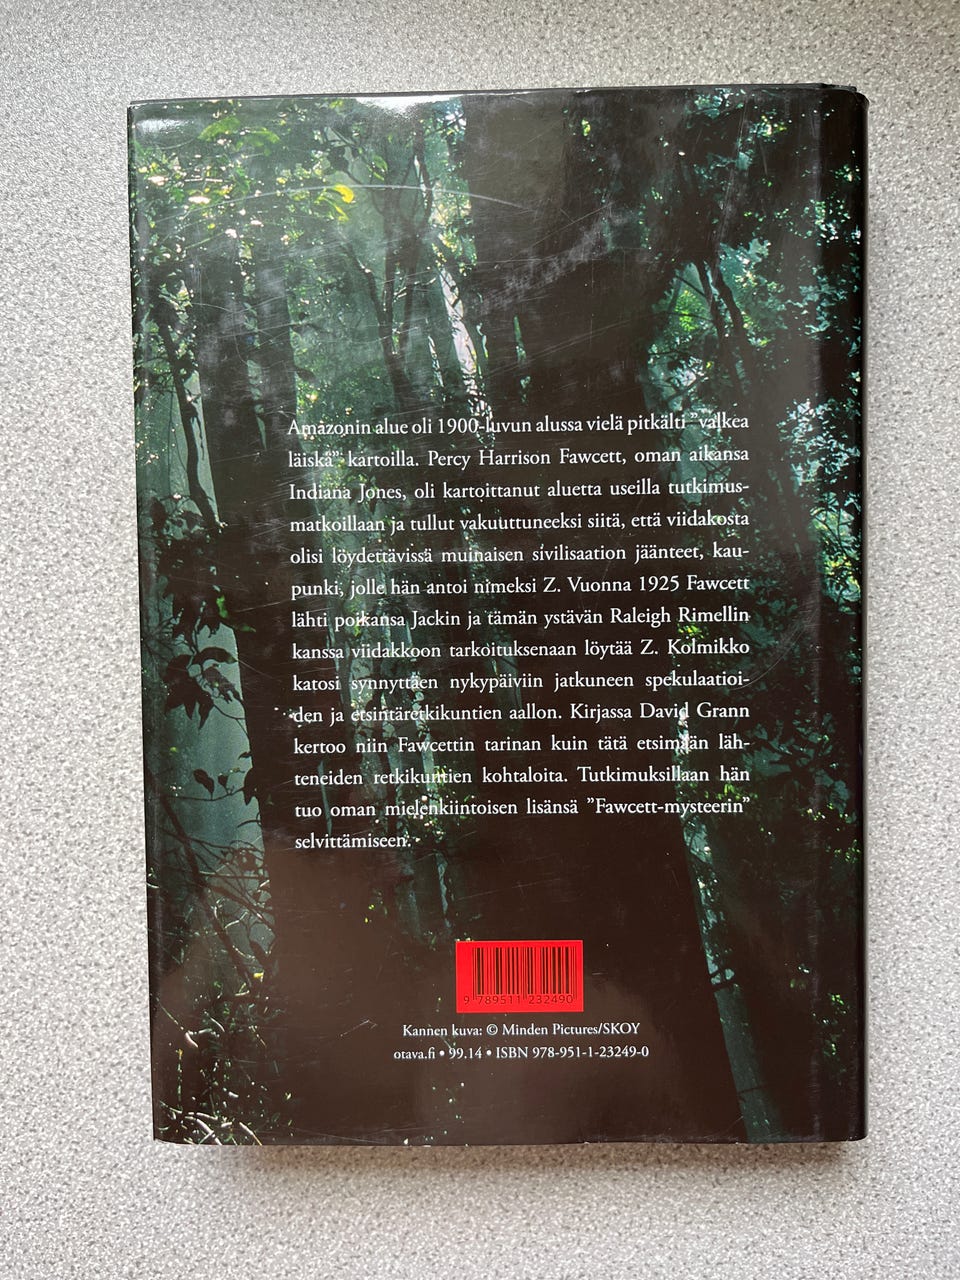 Amazonin alue oli 1900-luvun alussa vielä pitkälti ”valkea
läiskä” kartoilla. Percy Harrison Fawcett, oman aikansa
Indiana Jones, oli kartoittanut aluetta useilla tutkimus-
matkoillaan ja tullut vakuuttuneeksi siitä, että viidakosta
olisi löydettävissä muinaisen sivilisaation jäänteet, kau-
punki, jolle hän antoi nimeksi Z. Vuonna 1925 Fawcett
lähti poikansa Jackin ja tämän ystävän Raleigh Rimellin
kanssa viidakkoon tarkoituksenaan löytää Z. Kolmikko
katosi synnyttäen nykypäiviin jatkuneen spekulaatioi-
den ja etsintäretkikuntien aallon. Kirjassa David Grann
kertoo niin Fawcettin tarinan kuin tätä etsimään läh-
teneiden retkikuntien kohtaloita. Tutkimuksillaan hän
tuo oman mielenkiintoisen lisänsä ”Fawcett-mysteerin”
selvittämiseen.
9 789511 232490
Kannen kuva: © Minden Pictures/SKOY
otava.fi • 99.14 • ISBN 978-951-1-23249-0